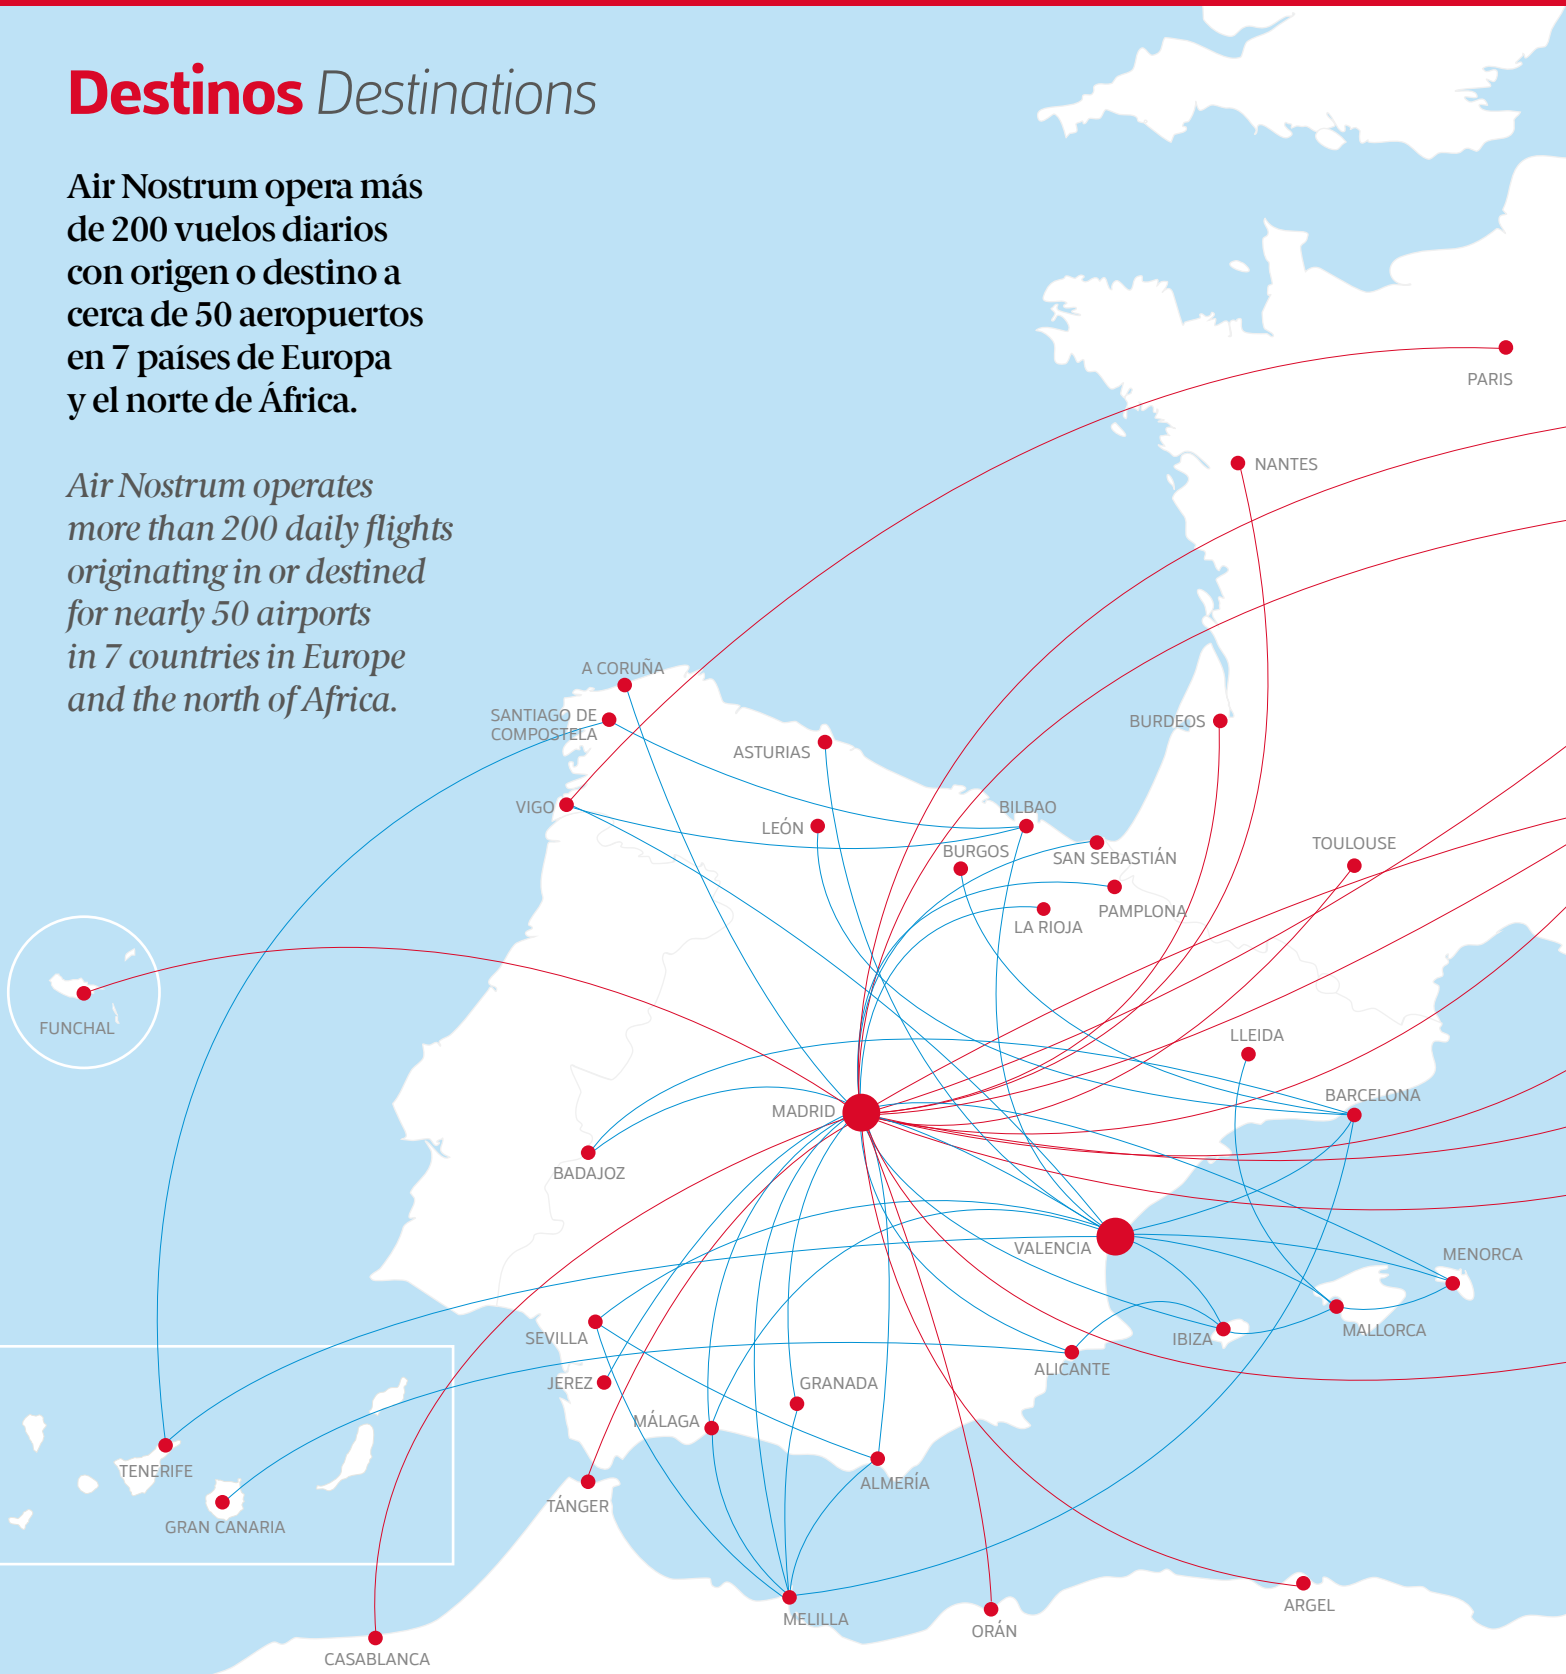 Destinos Destinations
Air Nostrum opera más
de 200 vuelos diarios
con origen o destino a
cerca de 50 aeropuertos
en 7 países de Europa
y el norte de África.
Air Nostrum operates
more than 200 daily flights
originating in or destined
for nearly 50 airports
in 7 countries in Europe
and the north of Africa.
PARIS
NANTES
A CORUÑA
SANTIAGO DE
COMPOSTELA
BURDEOS
ASTURIAS
VIGO
BILBAO
LEÓN
TOULOUSE
BURGOS
SAN SEBASTIÁN
PAMPLONA
LA RIOJA
FUNCHAL
LLEIDA
BARCELONA
MADRID
BADAJOZ
VALENCIA
MENORCA
MALLORCA
IBIZA
SEVILLA
ALICANTE
JEREZ
GRANADA
MÁLAGA
TENERIFE
ALMERÍA
TÁNGER
GRAN CANARIA
ARGEL
MELILLA
ORÁN
CASABLANCA